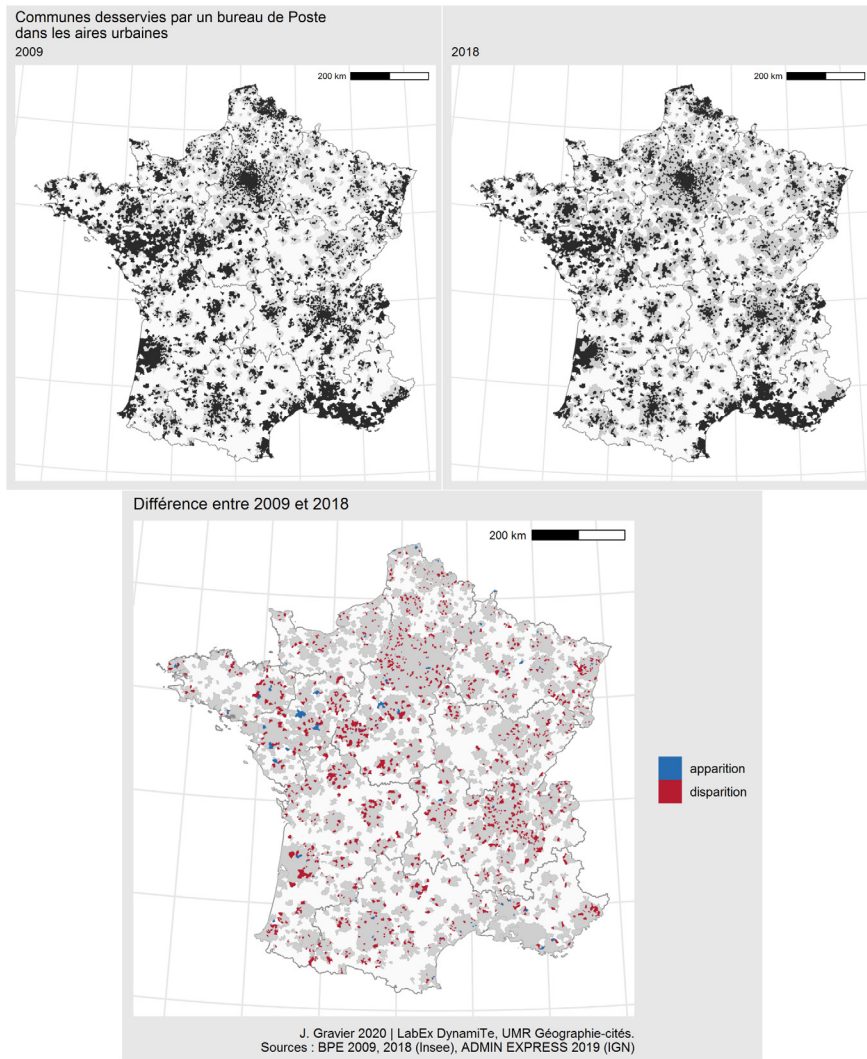 Communes desservies par un bureau de Poste
dans les aires urbaines
2009
200 km
2018
200 km
Différence entre 2009 et 2018
200 km
apparition
disparition
J. Gravier 2020 | LabEx DynamiTe, UMR Géographie-cités.
Sources : BPE 2009, 2018 (Insee), ADMIN EXPRESS 2019 (IGN)